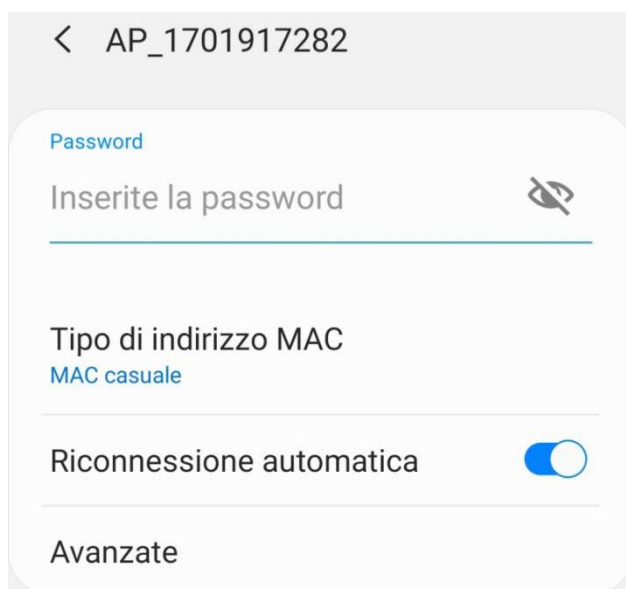 AP_1701917282
Password
Inserite la password
Tipo di indirizzo MAC
MAC casuale
Riconnessione automatica
Avanzate